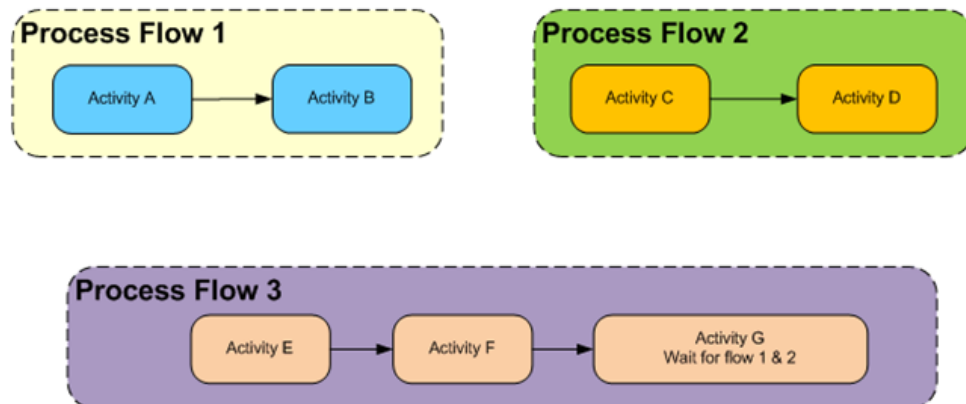 Process Flow 1
Activity A
Activity B
Process Flow 2
Activity C
Activity D
Process Flow 3
Activity E
Activity F
Activity G
Wait for flow 1 & 2